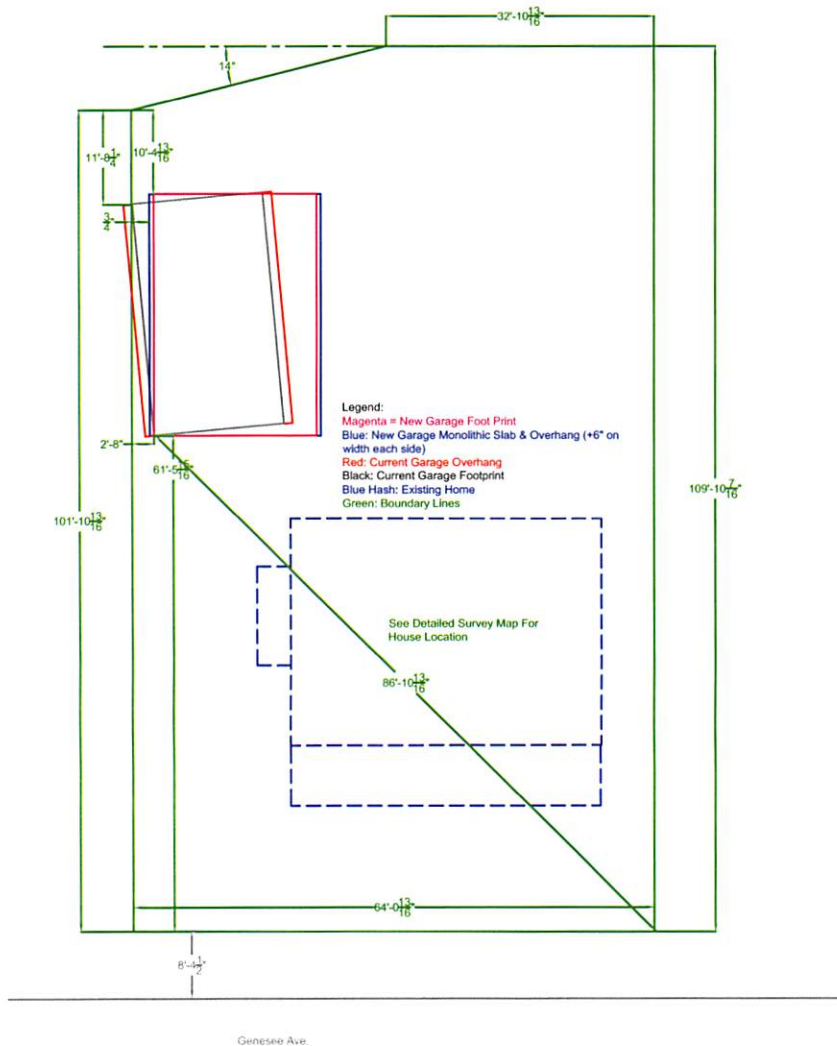 32'-10 13/16"
14°
11'-8 1/4"
10'-4 13/16"
3/4"
Legend:
Magenta = New Garage Foot Print
Blue: New Garage Monolithic Slab & Overhang (+6" on
width each side)
Red: Current Garage Overhang
Black: Current Garage Footprint
Blue Hash: Existing Home
Green: Boundary Lines
2'-8"
61'-5 5/16"
109'-10 7/16"
101'-10 13/16"
See Detailed Survey Map For
House Location
86'-10 13/16"
64'-0 13/16"
8'-4 1/2"
Genesee Ave.